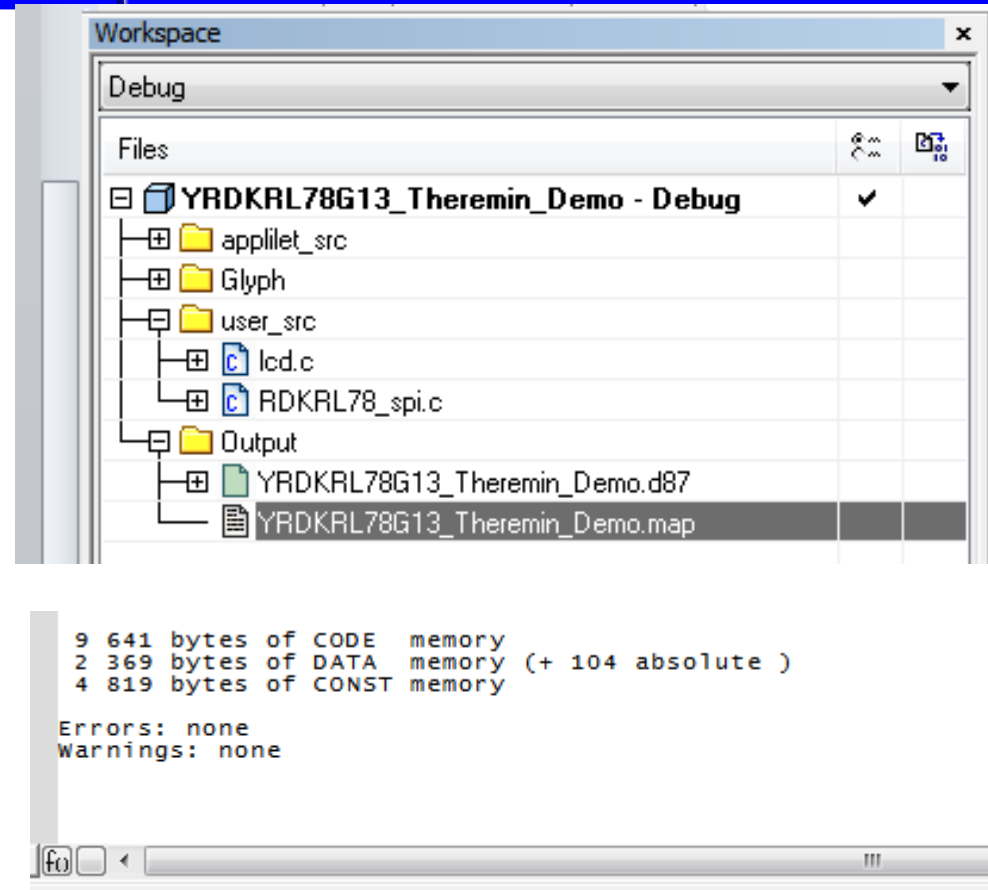 Workspace
Debug
Files
YRDKRL78G13_Theremin_Demo - Debug
applilet_src
Glyph
user_src
lcd.c
RDKRL78_spi.c
Output
YRDKRL78G13_Theremin_Demo.d87
YRDKRL78G13_Theremin_Demo.map
9 641 bytes of CODE memory
2 369 bytes of DATA memory (+ 104 absolute )
4 819 bytes of CONST memory
Errors: none
Warnings: none
f()